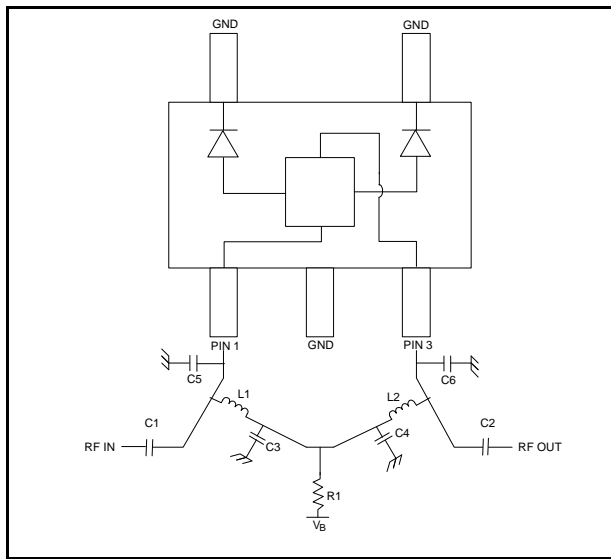 GND
GND
PIN 1
GND
PIN 3
C5
C6
L1
L2
C1
C2
C3
C4
RF IN
RF OUT
R1
VB